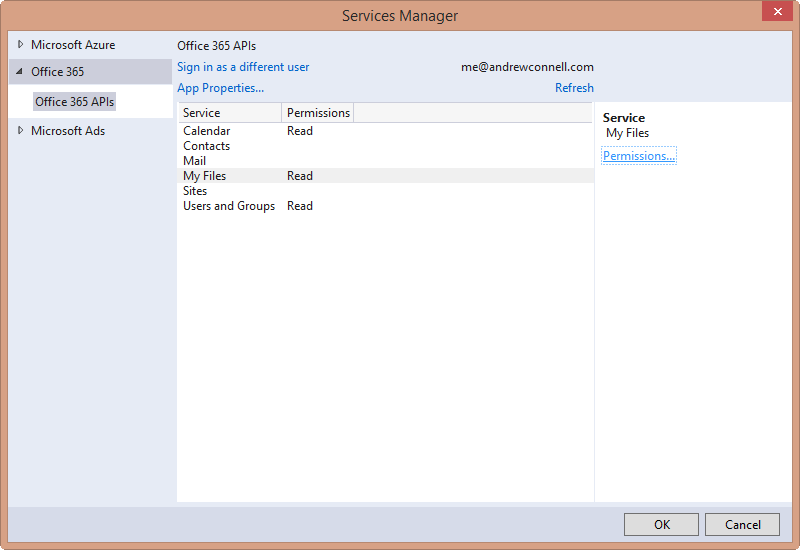 Services Manager
Microsoft Azure
Office 365
Office 365 APIs
Microsoft Ads
Office 365 APIs
Sign in as a different user me@andrewconnell.com
App Properties... Refresh
Service Permissions
Calendar Read
Contacts
Mail
My Files Read
Sites
Users and Groups Read
Service
My Files
Permissions...
OK Cancel